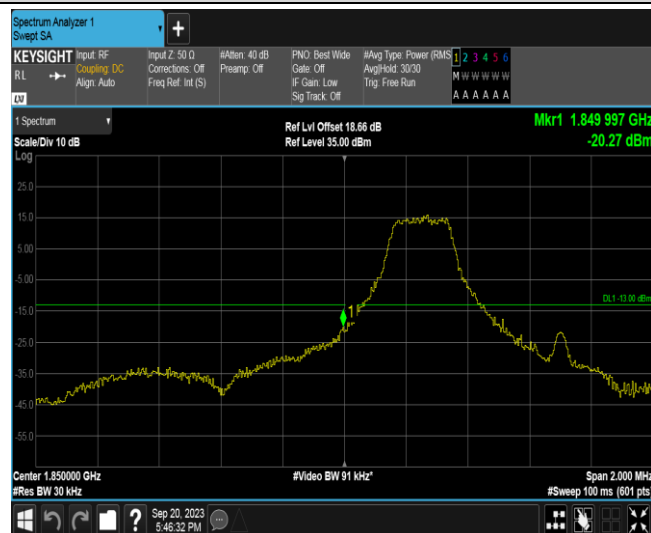 Spectrum Analyzer 1
Swept SA
+
KEYSIGHT
RL
Input: RF
Coupling: DC
Align: Auto
Input Z: 50 Ω
Corrections: Off
Freq Ref: Int (S)
#Atten: 40 dB
Preamp: Off
PNO: Best Wide
Gate: Off
IF Gain: Low
Sig Track: Off
#Avg Type: Power (RMS
Avg|Hold: 30/30
Trig: Free Run
1 2 3 4 5 6
M W W W W W
A A A A A A
LXI
1 Spectrum
Scale/Div 10 dB
Log
Ref Lvl Offset 18.66 dB
Ref Level 35.00 dBm
Mkr1 1.849 997 GHz
-20.27 dBm
25.0
15.0
5.00
-5.00
-15.0
-25.0
-35.0
-45.0
-55.0
DL1 -13.00 dBm
1
Center 1.850000 GHz
#Res BW 30 kHz
#Video BW 91 kHz*
Span 2.000 MHz
#Sweep 100 ms (601 pts)
?
Sep 20, 2023
5:46:32 PM